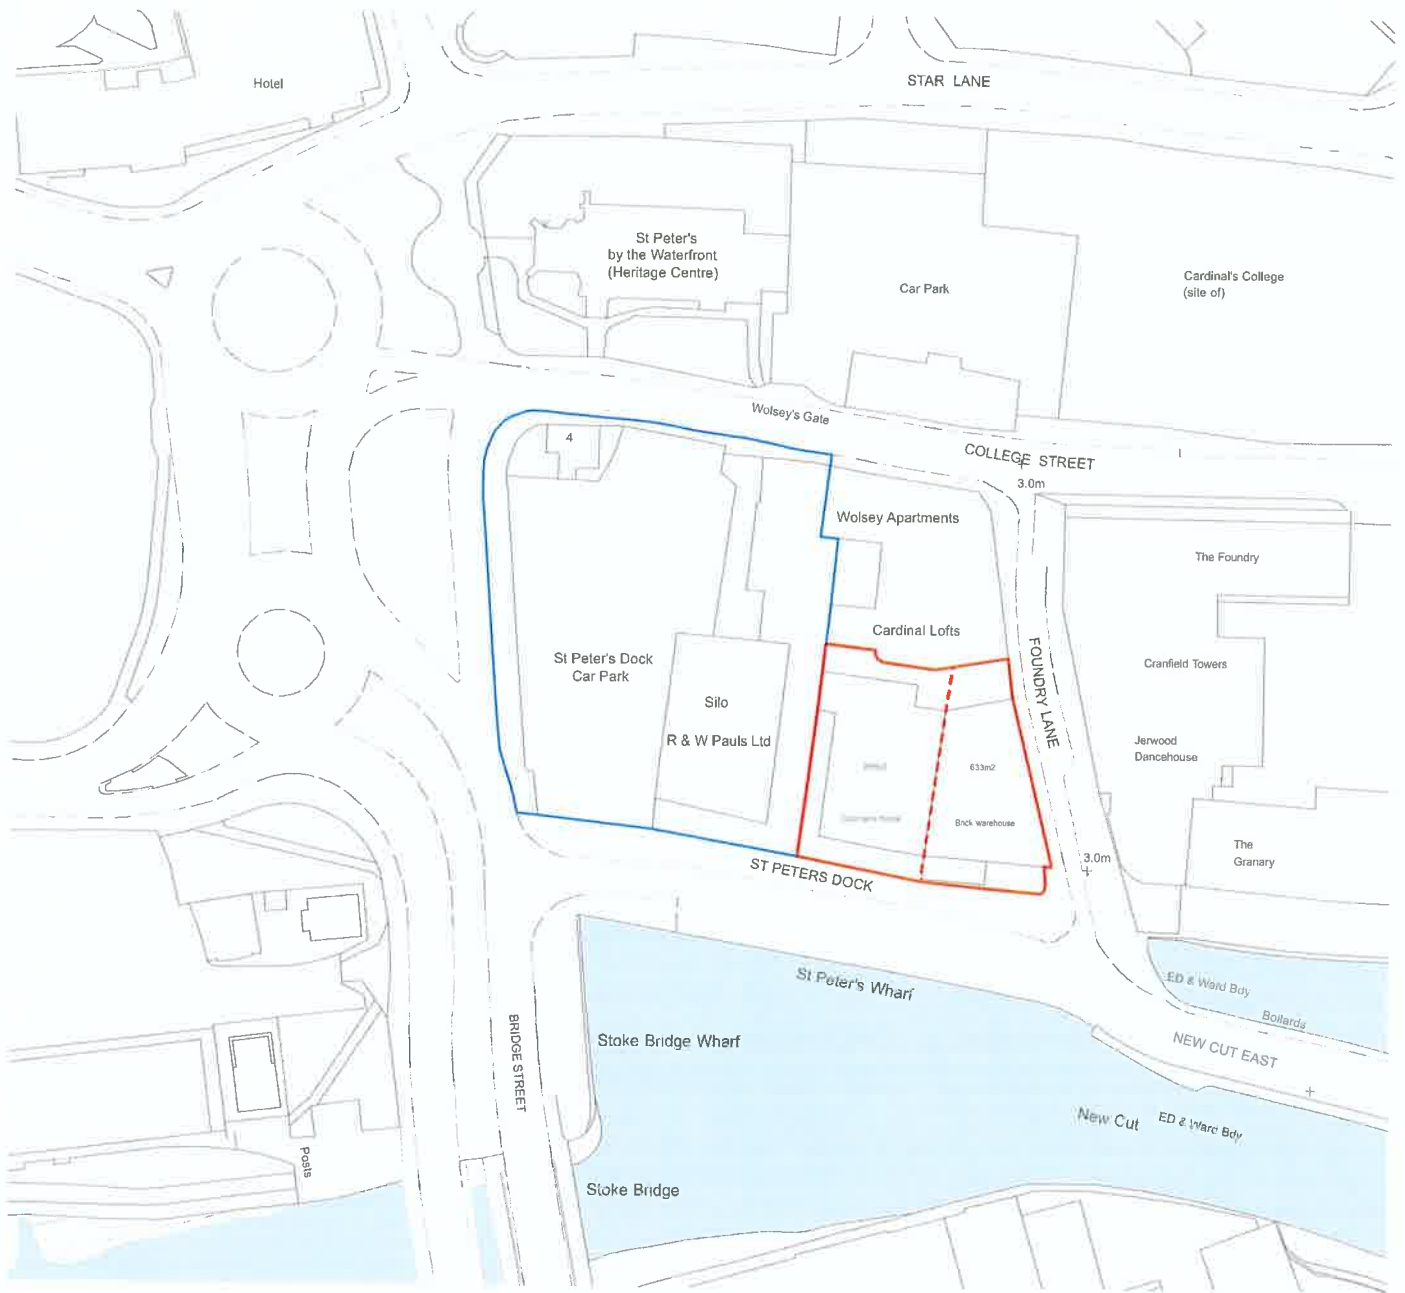 Hotel
STAR LANE
St Peter's
by the Waterfront
(Heritage Centre)
Car Park
Cardinal's College
(site of)
Wolsey's Gate
COLLEGE STREET
3.0m
4
Wolsey Apartments
The Foundry
Cardinal Lofts
FOUNDRY LANE
St Peter's Dock
Car Park
Cranfield Towers
Silo
R & W Pauls Ltd
Jerwood
Dancehouse
633m2
Brick warehouse
The
Granary
3.0m
ST PETERS DOCK
St Peter's Wharf
ED & Ward Bdy
Bollards
Stoke Bridge Wharf
NEW CUT EAST
BRIDGE STREET
New Cut
ED & Ward Bdy
Posts
Stoke Bridge